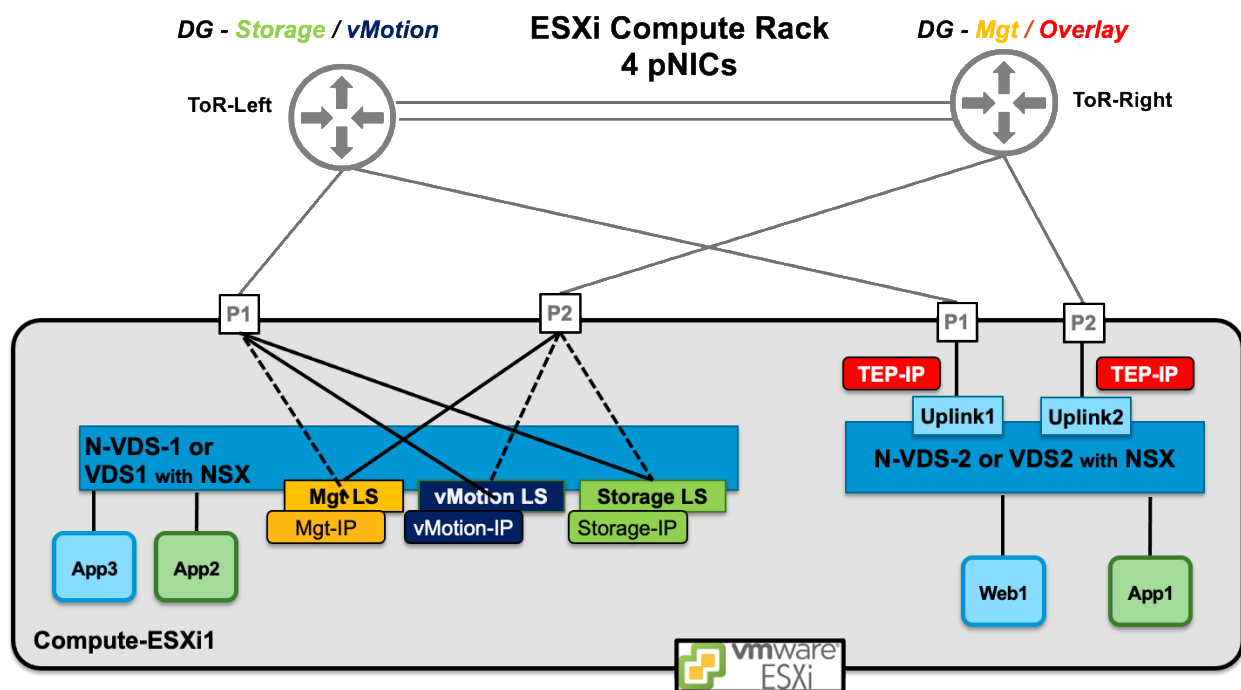 DG - Storage / vMotion
ESXi Compute Rack
4 pNICs
DG - Mgt / Overlay
ToR-Left
ToR-Right
P1
P2
P1
P2
TEP-IP
TEP-IP
Uplink1
Uplink2
N-VDS-1 or
VDS1 with NSX
N-VDS-2 or VDS2 with NSX
Mgt LS
vMotion LS
Storage LS
Mgt-IP
vMotion-IP
Storage-IP
App3
App2
Web1
App1
Compute-ESXi1
vmware®
ESXi